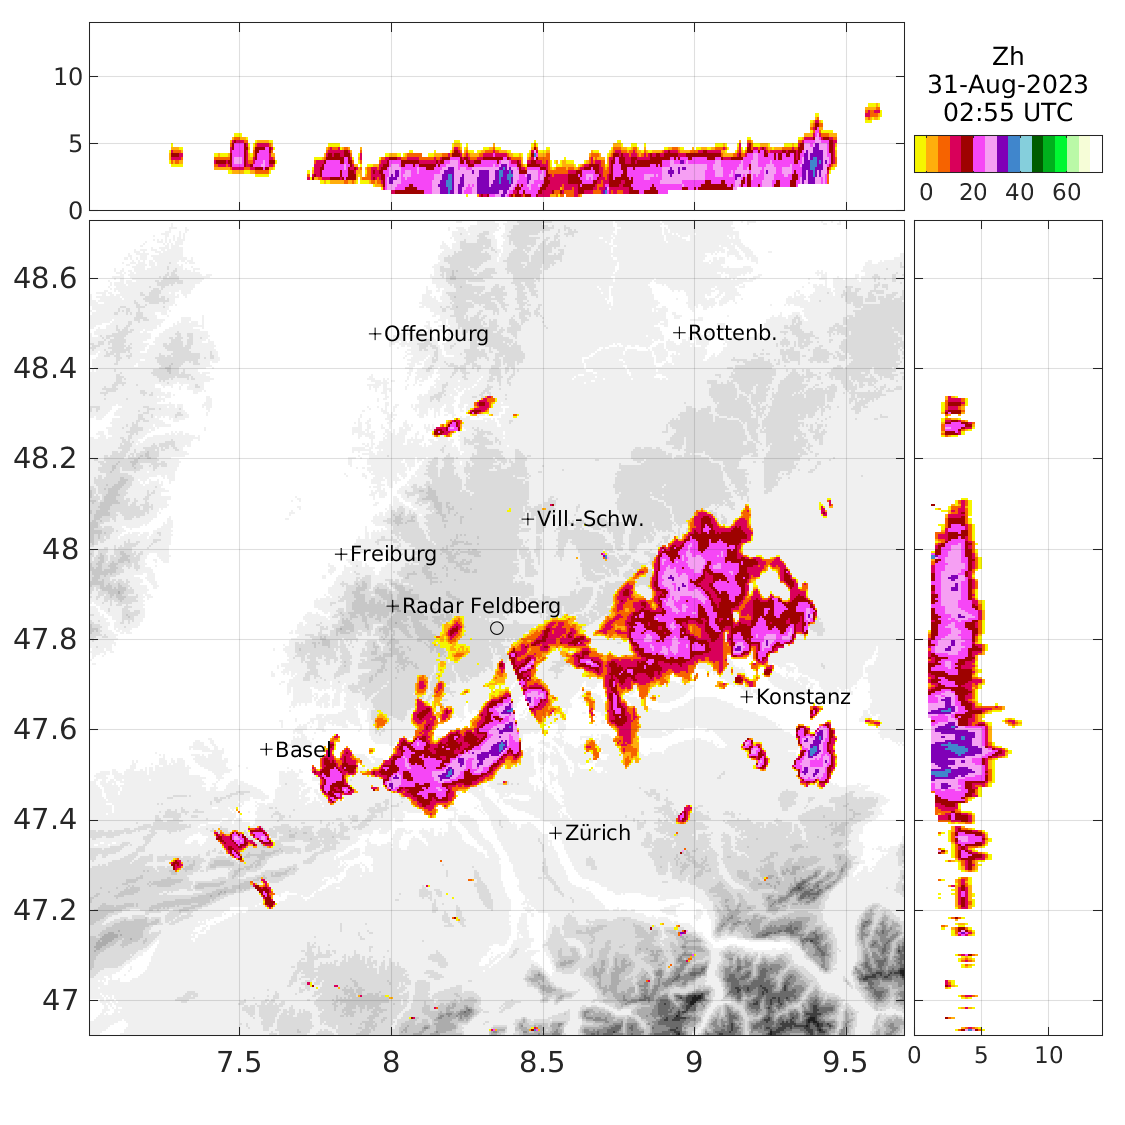 10
5
0
Zh
31-Aug-2023
02:55 UTC
0 20 40 60
48.6
48.4
48.2
48
47.8
47.6
47.4
47.2
47
+Offenburg
+Rottenb.
+Vill.-Schw.
+Freiburg
+Radar Feldberg
+Konstanz
+Basel
+Zürich
7.5 8 8.5 9 9.5
0 5 10